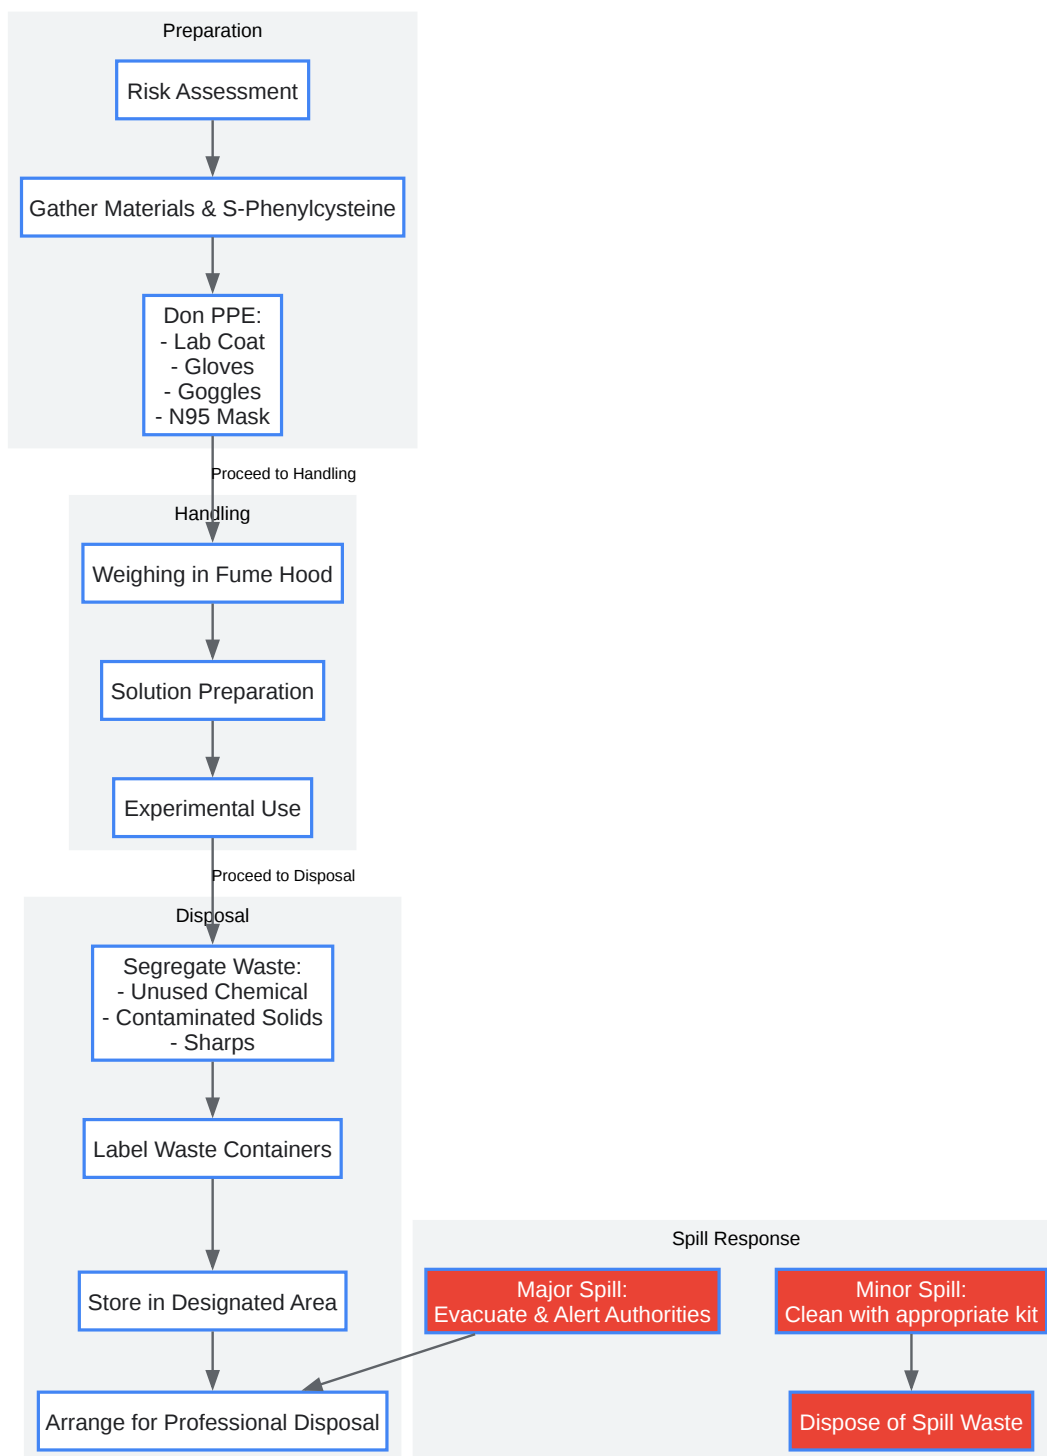 Preparation
Risk Assessment
Gather Materials & S-Phenylcysteine
Don PPE:
- Lab Coat
- Gloves
- Goggles
- N95 Mask
Proceed to Handling
Handling
Weighing in Fume Hood
Solution Preparation
Experimental Use
Proceed to Disposal
Disposal
Segregate Waste:
- Unused Chemical
- Contaminated Solids
- Sharps
Label Waste Containers
Store in Designated Area
Arrange for Professional Disposal
Spill Response
Major Spill:
Evacuate & Alert Authorities
Minor Spill:
Clean with appropriate kit
Dispose of Spill Waste